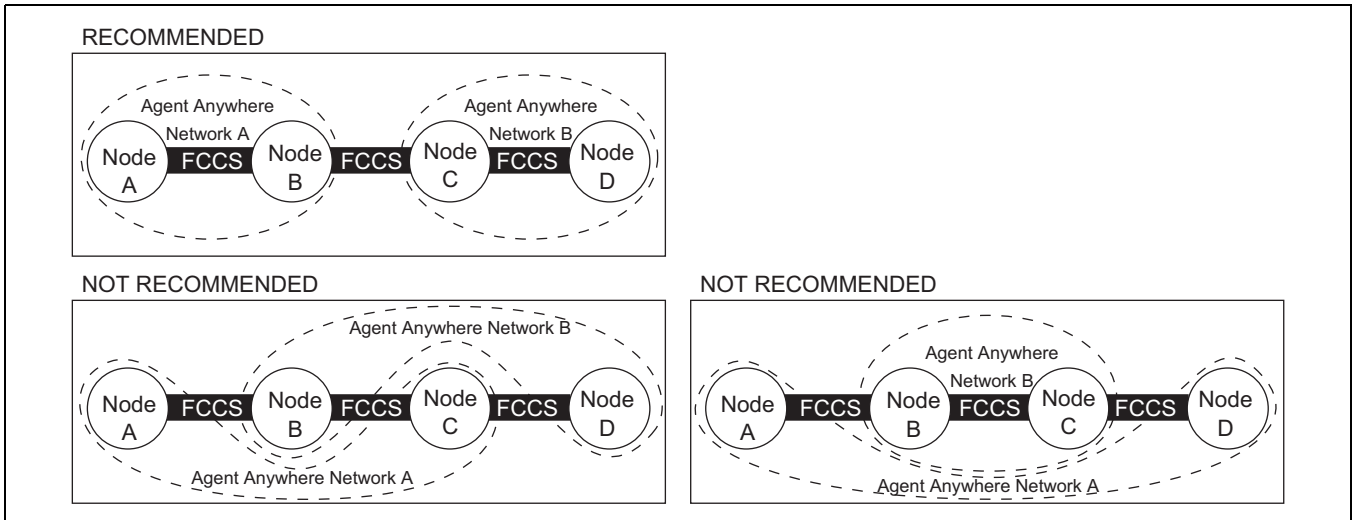 RECOMMENDED
Agent Anywhere
Network A
Agent Anywhere
Network B
Node
A
FCCS
Node
B
FCCS
Node
C
FCCS
Node
D
NOT RECOMMENDED
Agent Anywhere Network B
Node
A
FCCS
Node
B
FCCS
Node
C
FCCS
Node
D
Agent Anywhere Network A
NOT RECOMMENDED
Agent Anywhere
Network B
Node
A
FCCS
Node
B
FCCS
Node
C
FCCS
Node
D
Agent Anywhere Network A